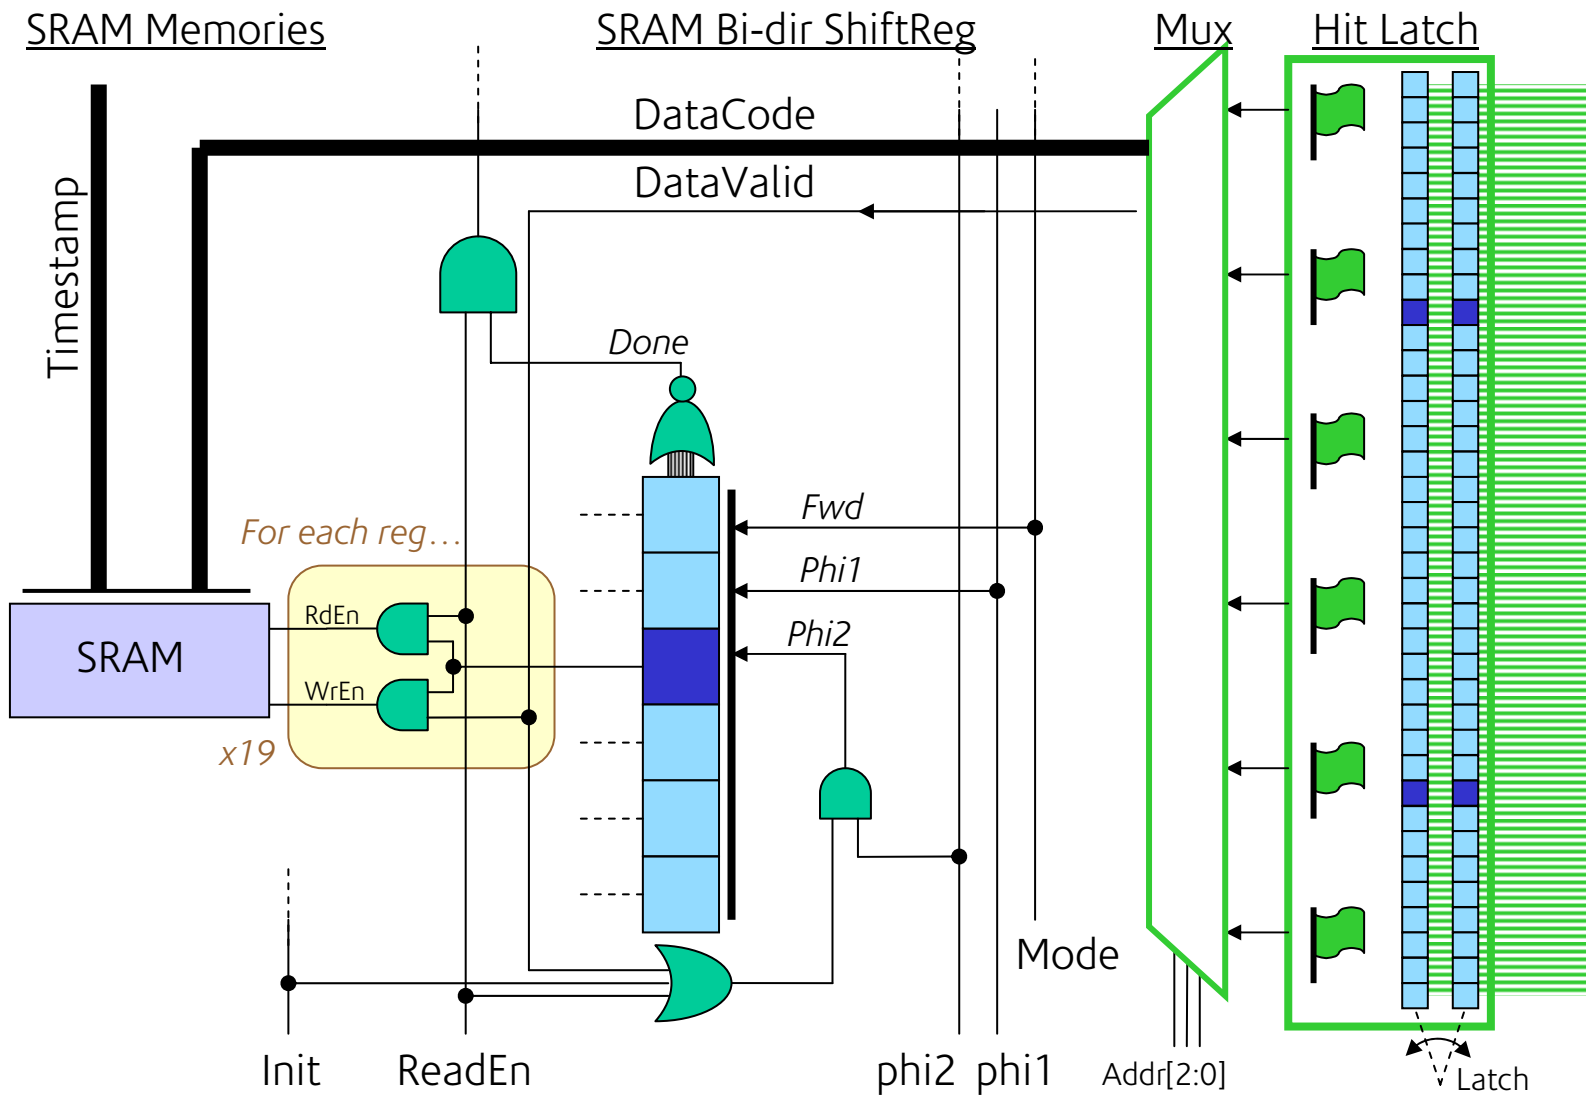 SRAM Memories
SRAM Bi-dir ShiftReg
Mux
Hit Latch
DataCode
DataValid
Timestamp
Done
For each reg...
Fwd
Phi1
Phi2
RdEn
SRAM
WrEn
x19
Mode
Init
ReadEn
phi2
phi1
Addr[2:0]
Latch